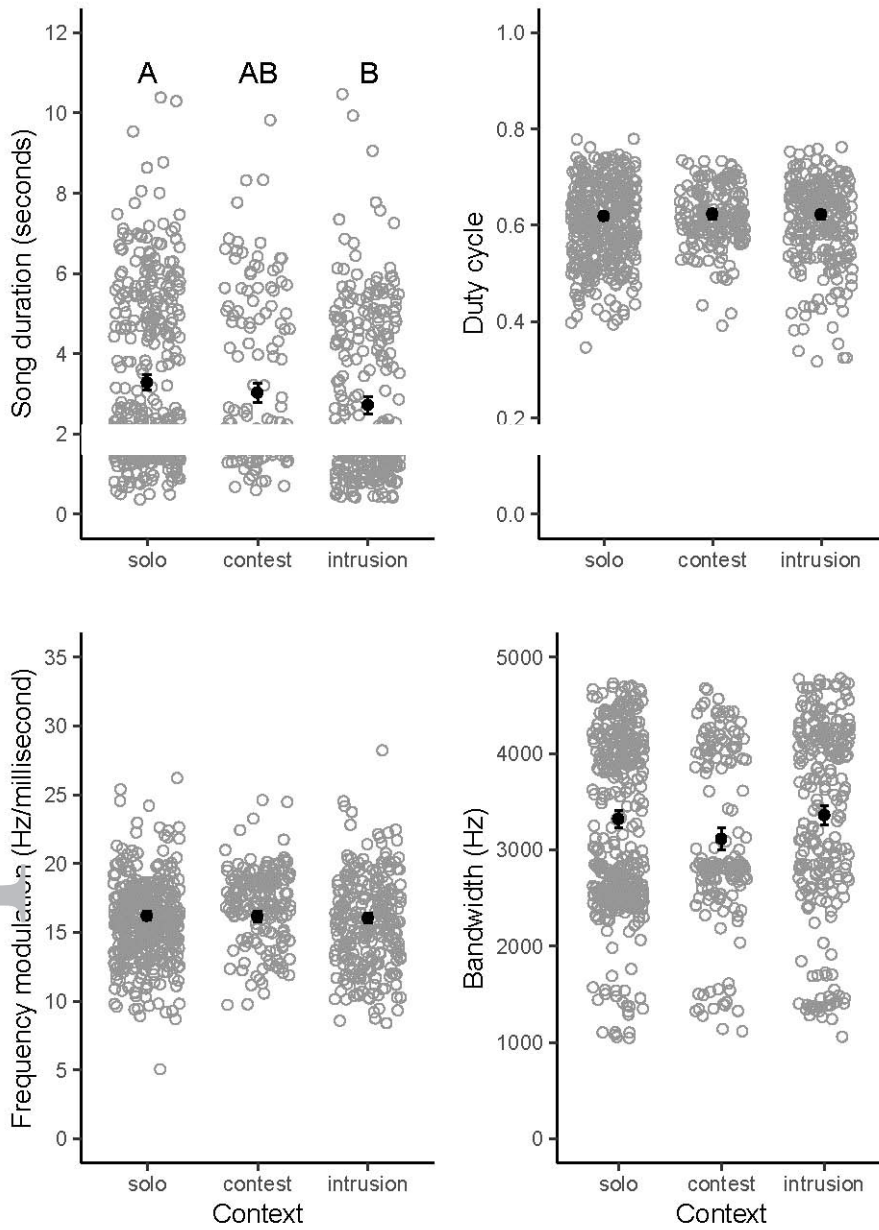 Song duration (seconds)
12
10
8
6
4
2
0
A AB B
solo contest intrusion
Duty cycle
1.0
0.8
0.6
0.4
0.2
0.0
solo contest intrusion
Frequency modulation (Hz/millisecond)
35
30
25
20
15
10
5
0
solo contest intrusion
Context
Bandwidth (Hz)
5000
4000
3000
2000
1000
0
solo contest intrusion
Context